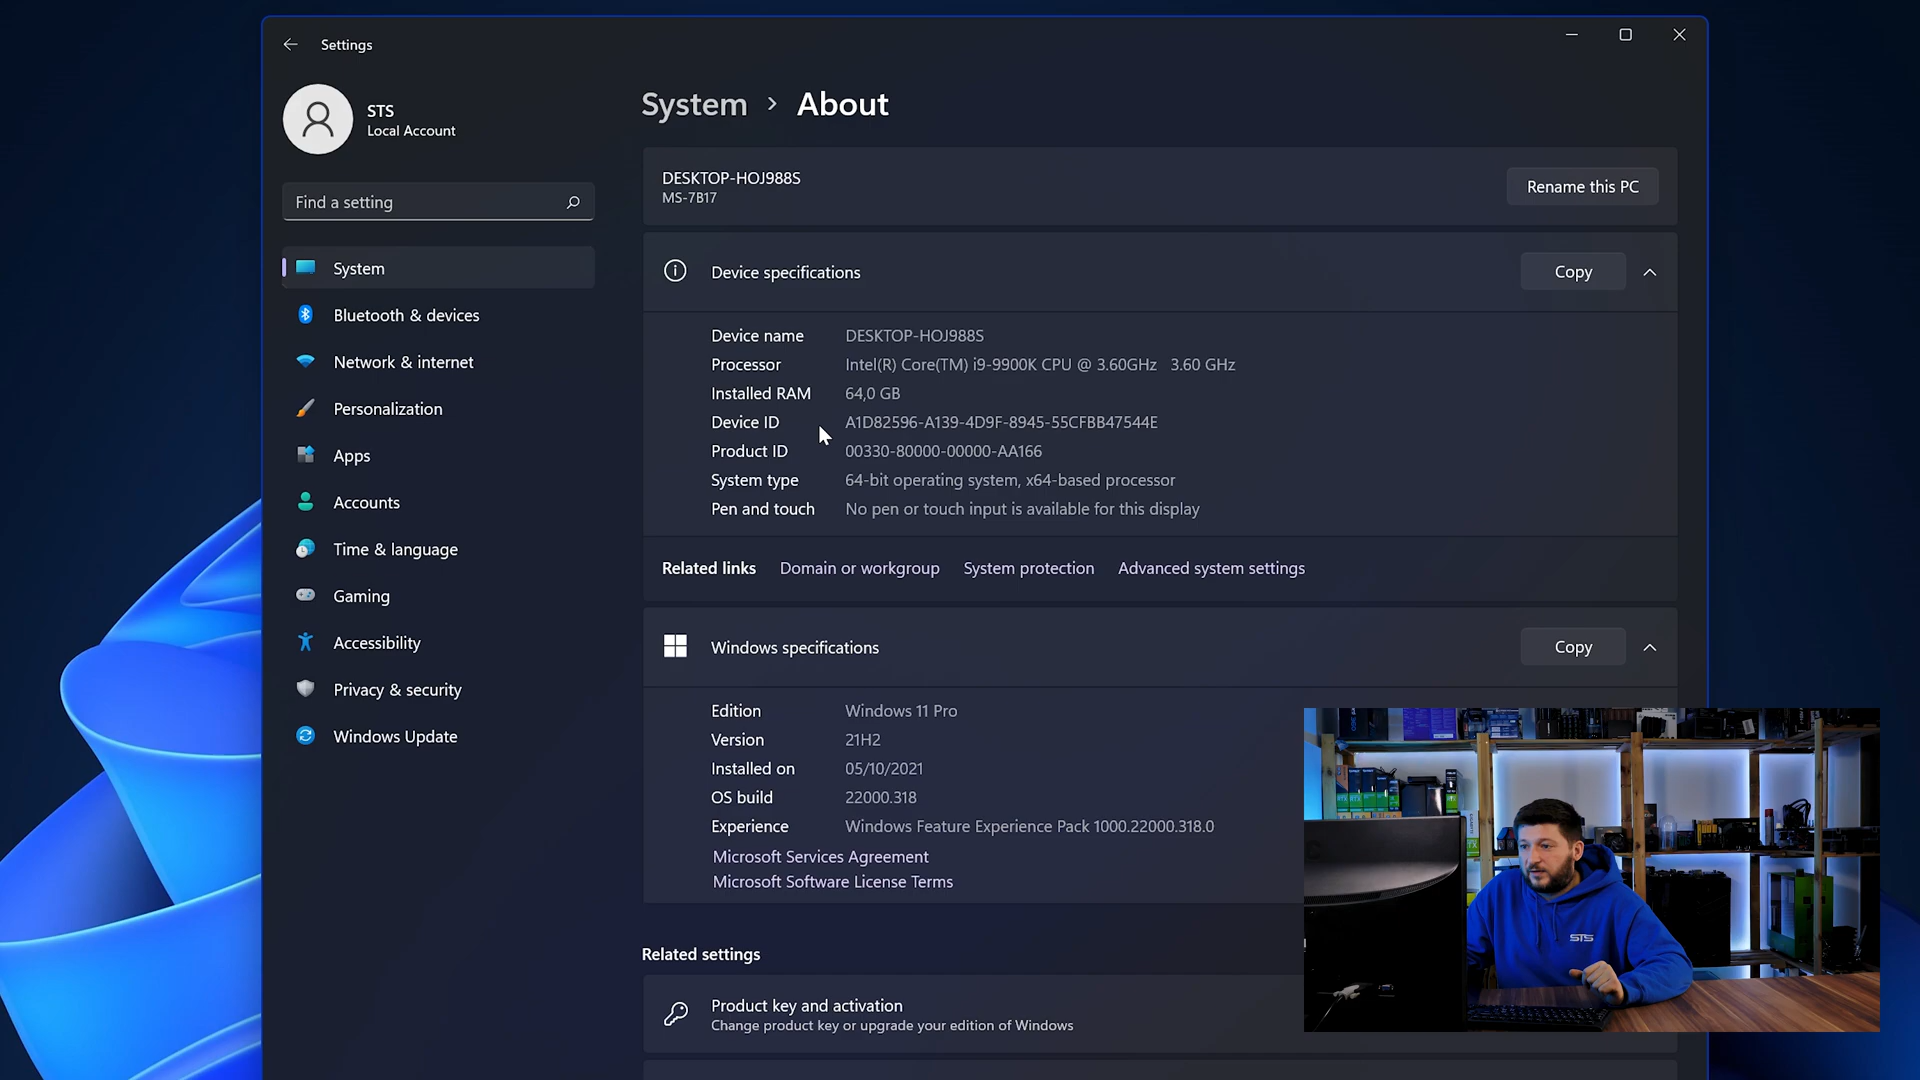 Settings
STS
Local Account
Find a setting
System
Bluetooth & devices
Network & internet
Personalization
Apps
Accounts
Time & language
Gaming
Accessibility
Privacy & security
Windows Update
System > About
DESKTOP-HOJ988S
MS-7B17
Rename this PC
Device specifications
Copy
Device name DESKTOP-HOJ988S
Processor Intel(R) Core(TM) i9-9900K CPU @ 3.60GHz 3.60 GHz
Installed RAM 64,0 GB
Device ID A1D82596-A139-4D9F-8945-55CFBB47544E
Product ID 00330-80000-00000-AA166
System type 64-bit operating system, x64-based processor
Pen and touch No pen or touch input is available for this display
Related links Domain or workgroup System protection Advanced system settings
Windows specifications
Copy
Edition Windows 11 Pro
Version 21H2
Installed on 05/10/2021
OS build 22000.318
Experience Windows Feature Experience Pack 1000.22000.318.0
Microsoft Services Agreement
Microsoft Software License Terms
Related settings
Product key and activation
Change product key or upgrade your edition of Windows
STS